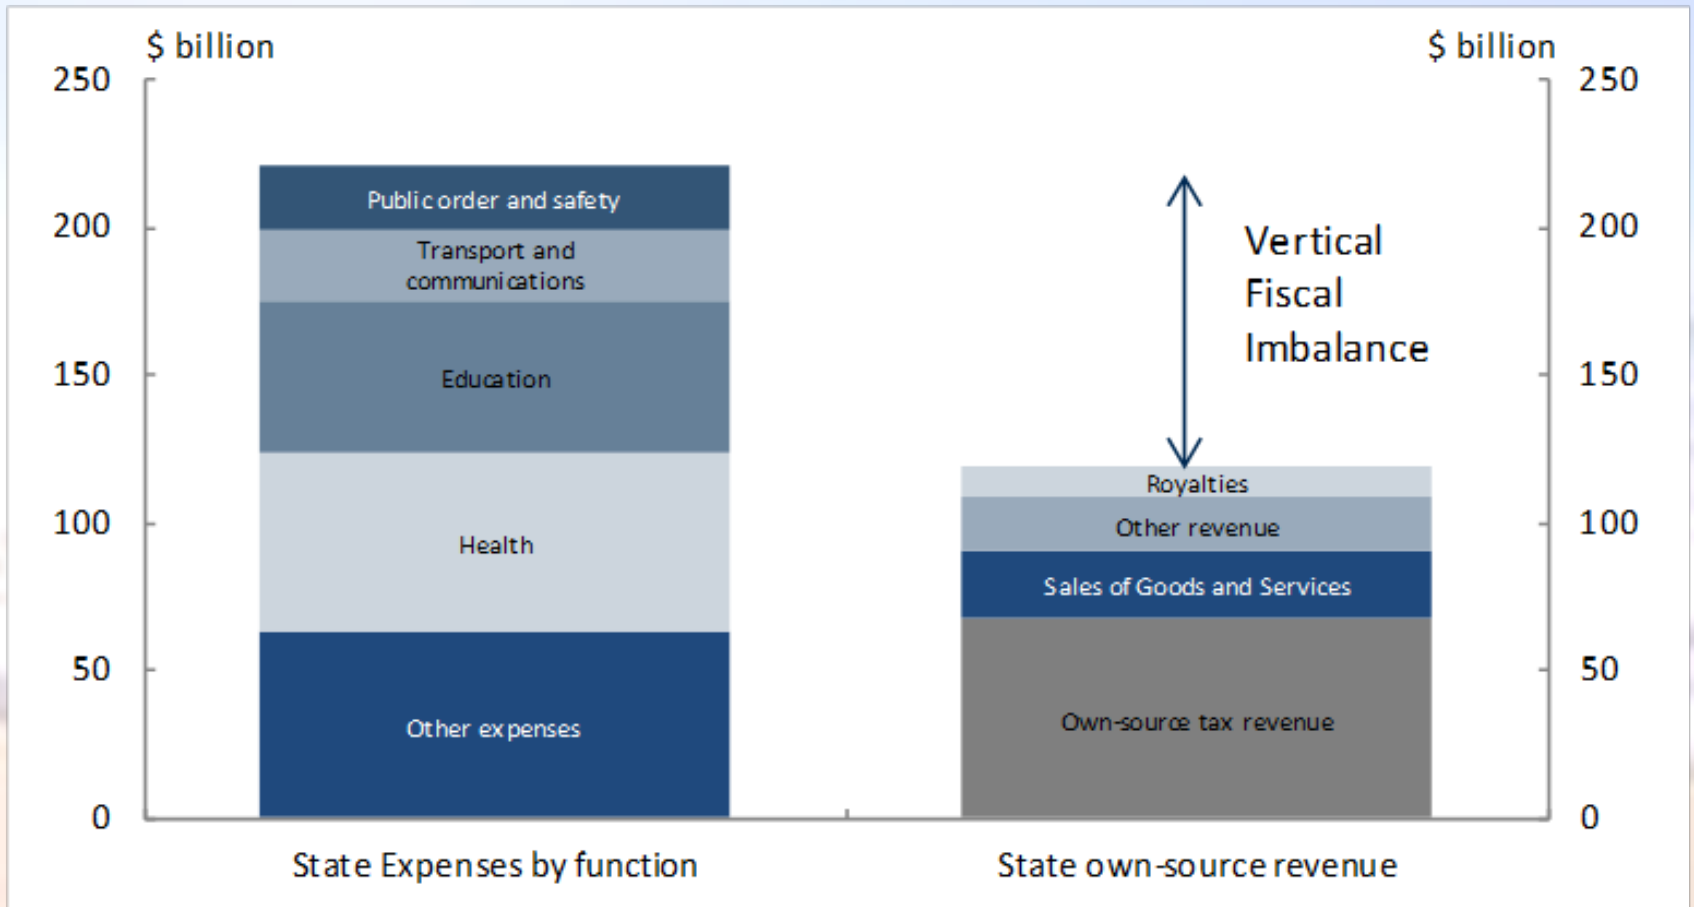 $ billion
$ billion
250
200
150
100
50
0
Public order and safety
Transport and
communications
Education
Health
Other expenses
Vertical
Fiscal
Imbalance
Royalties
Other revenue
Sales of Goods and Services
Own-source tax revenue
250
200
150
100
50
0
State Expenses by function
State own-source revenue